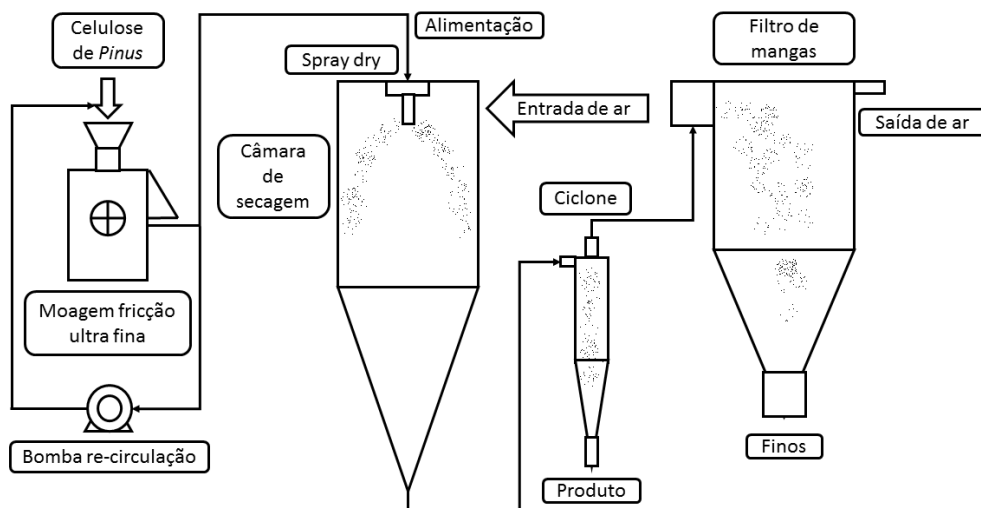 Celulose
de Pinus
Alimentação
Filtro de
mangas
Spray dry
Entrada de ar
Saída de ar
Câmara
de
secagem
Ciclone
Moagem fricção
ultra fina
Bomba re-circulação
Produto
Finos